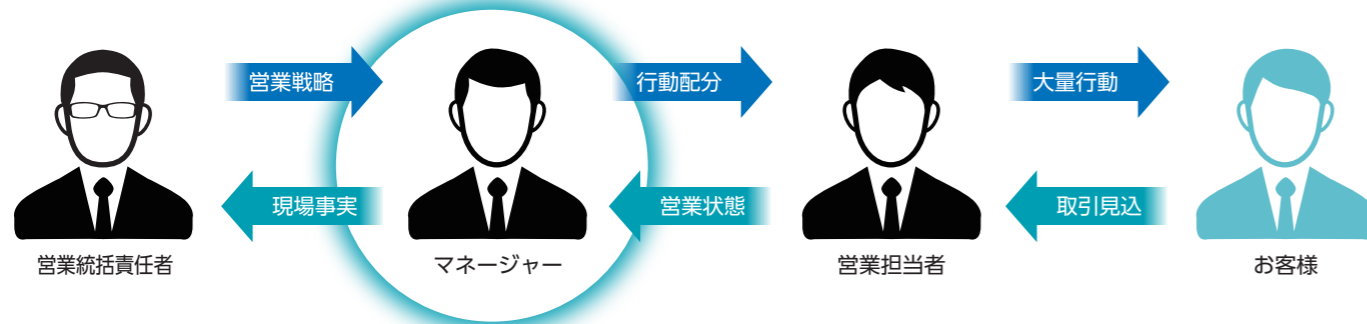 営業戦略
行動配分
大量行動
現場事実
営業状態
取引見込
営業統括責任者
マネージャー
営業担当者
お客様